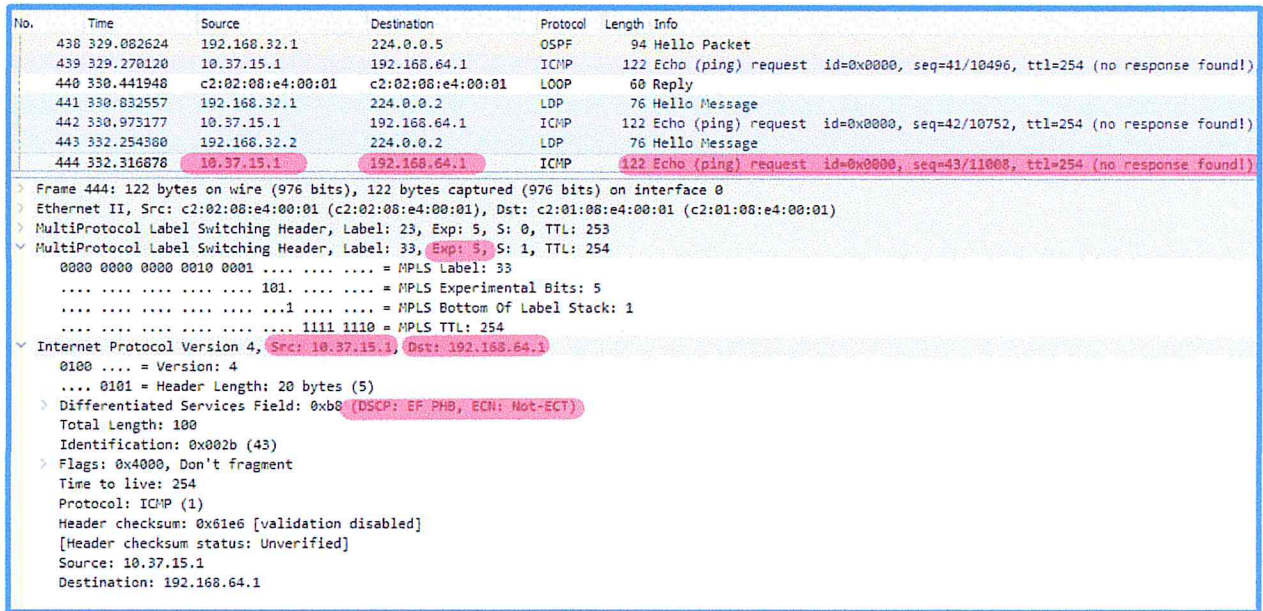 No. Time Source Destination Protocol Length Info
438 329.082624 192.168.32.1 224.0.0.5 OSPF 94 Hello Packet
439 329.270120 10.37.15.1 192.168.64.1 ICMP 122 Echo (ping) request id=0x0000, seq=41/10496, ttl=254 (no response found!)
440 330.441948 c2:02:08:e4:00:01 c2:02:08:e4:00:01 LOOP 60 Reply
441 330.832557 192.168.32.1 224.0.0.2 LDP 76 Hello Message
442 330.973177 10.37.15.1 192.168.64.1 ICMP 122 Echo (ping) request id=0x0000, seq=42/10752, ttl=254 (no response found!)
443 332.254380 192.168.32.2 224.0.0.2 LDP 76 Hello Message
444 332.316878 10.37.15.1 192.168.64.1 ICMP 122 Echo (ping) request id=0x0000, seq=43/11008, ttl=254 (no response found!)
> Frame 444: 122 bytes on wire (976 bits), 122 bytes captured (976 bits) on interface 0
> Ethernet II, Src: c2:02:08:e4:00:01 (c2:02:08:e4:00:01), Dst: c2:01:08:e4:00:01 (c2:01:08:e4:00:01)
> MultiProtocol Label Switching Header, Label: 23, Exp: 5, S: 0, TTL: 253
MultiProtocol Label Switching Header, Label: 33, Exp: 5, S: 1, TTL: 254
0000 0000 0000 0010 0001 .... .... .... = MPLS Label: 33
.... .... .... .... .... 101. .... .... = MPLS Experimental Bits: 5
.... .... .... .... .... ...1 .... .... = MPLS Bottom Of Label Stack: 1
.... .... .... .... .... .... 1111 1110 = MPLS TTL: 254
Internet Protocol Version 4, Src: 10.37.15.1, Dst: 192.168.64.1
0100 .... = Version: 4
.... 0101 = Header Length: 20 bytes (5)
> Differentiated Services Field: 0xb8 (DSCP: EF PHB, ECN: Not-ECT)
Total Length: 100
Identification: 0x002b (43)
> Flags: 0x4000, Don't fragment
Time to live: 254
Protocol: ICMP (1)
Header checksum: 0x61e6 [validation disabled]
[Header checksum status: Unverified]
Source: 10.37.15.1
Destination: 192.168.64.1